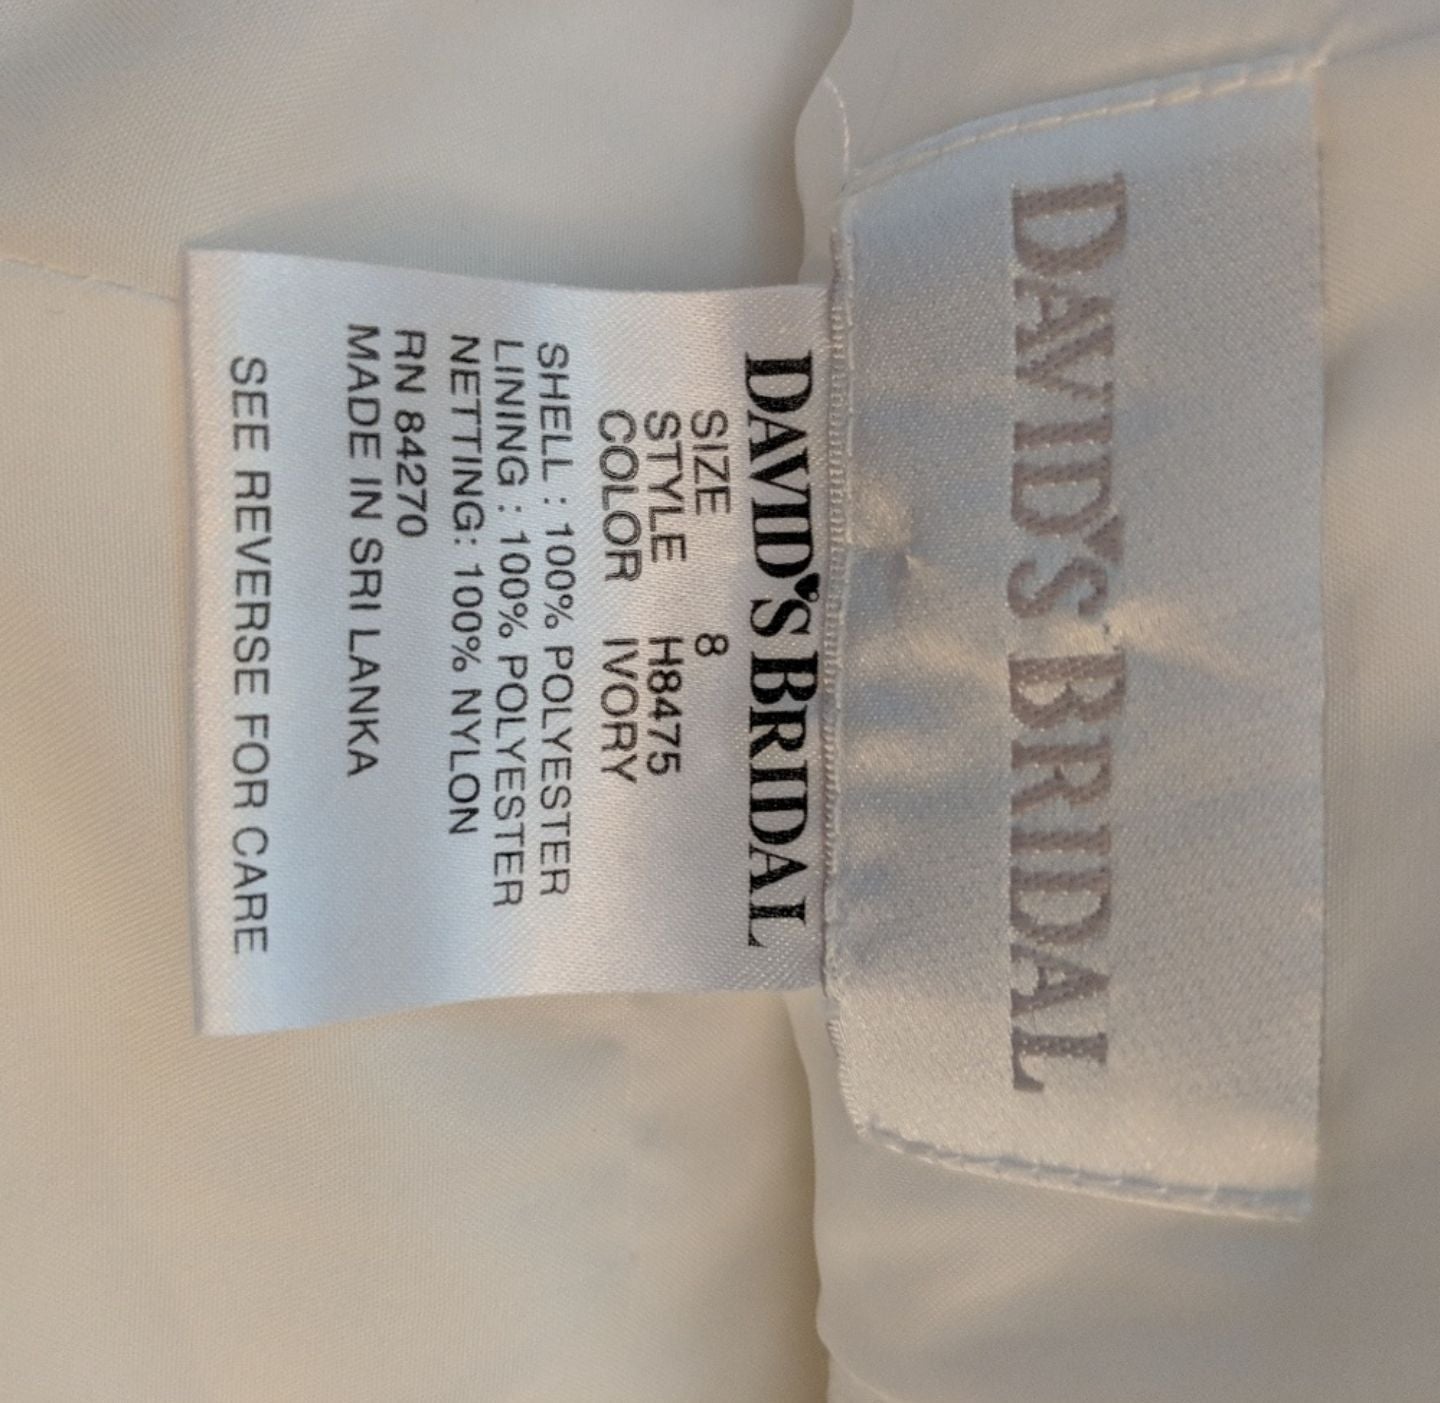 DAVID'S BRIDAL
DAVID'S BRIDAL
SIZE 8
STYLE H8475
COLOR IVORY
SHELL : 100% POLYESTER
LINING : 100% POLYESTER
NETTING: 100% NYLON
RN 84270
MADE IN SRI LANKA
SEE REVERSE FOR CARE